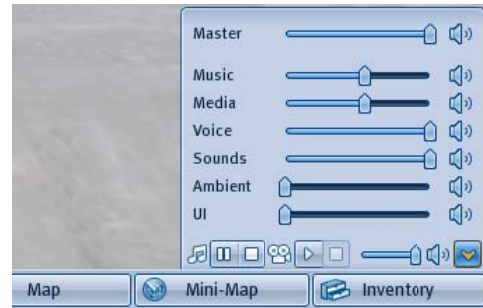 Master
Music
Media
Voice
Sounds
Ambient
UI
Map Mini-Map Inventory